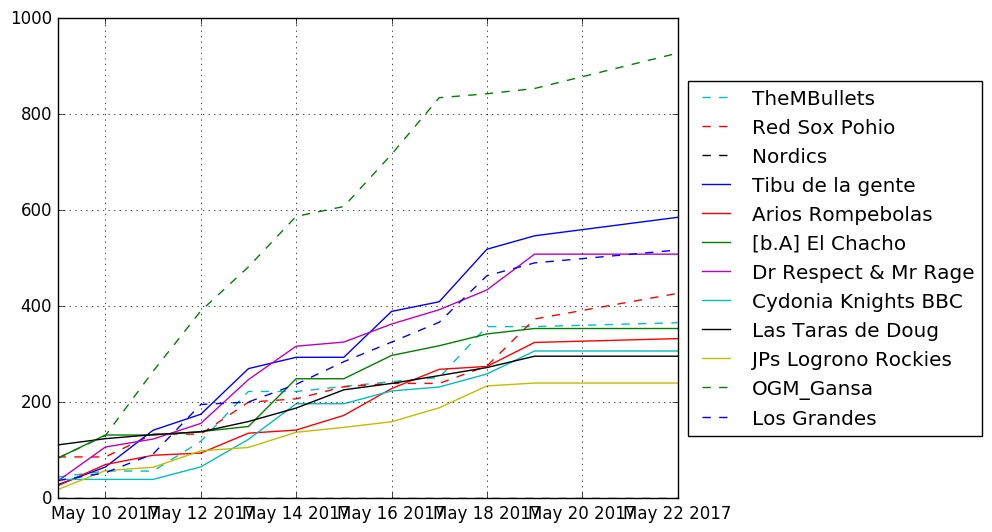 1000
800
600
400
200
0
May 10 2017 May 12 2017 May 14 2017 May 16 2017 May 18 2017 May 20 2017 May 22 2017
TheMBullets
Red Sox Pohio
Nordics
Tibu de la gente
Arios Rompebolas
[b.A] El Chacho
Dr Respect & Mr Rage
Cydonia Knights BBC
Las Taras de Doug
JPs Logrono Rockies
OGM_Gansa
Los Grandes